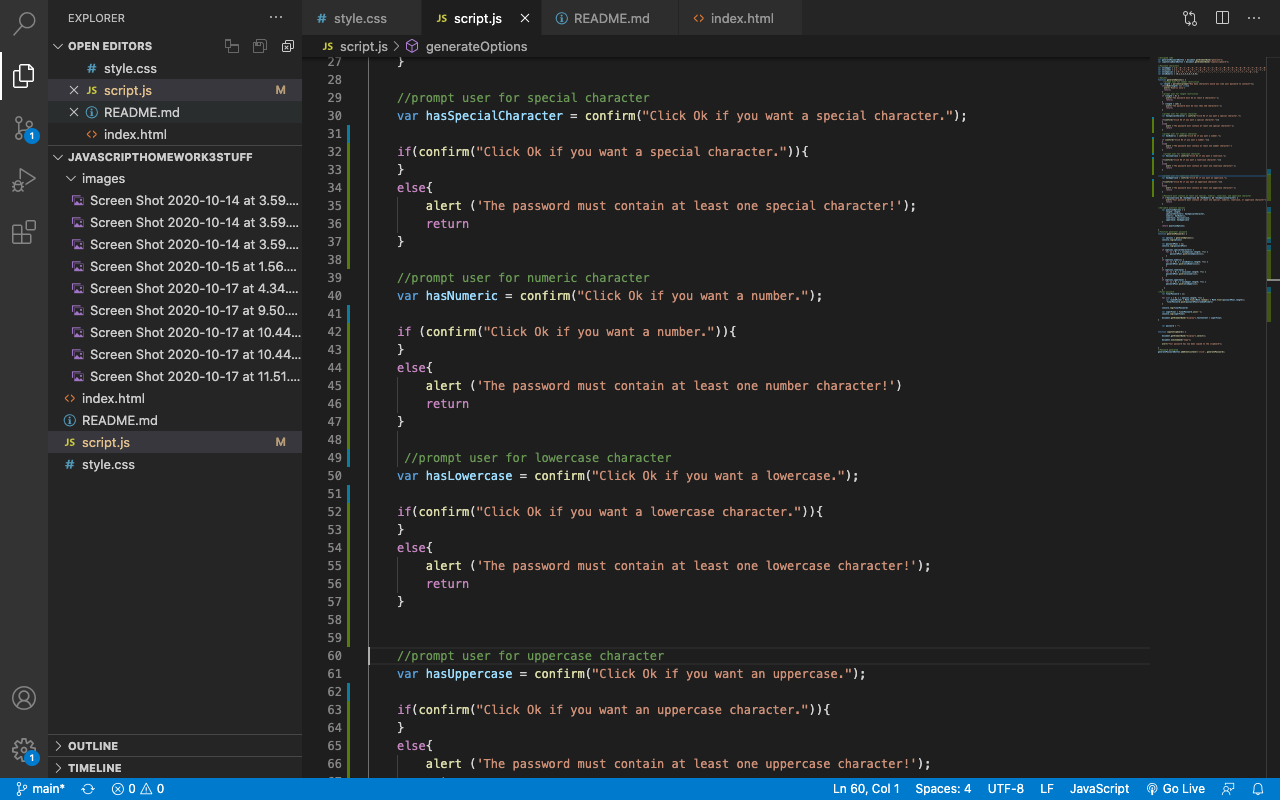 EXPLORER
OPEN EDITORS
# style.css
JS script.js M
README.md
<> index.html
JAVASCRIPTHOMEWORK3STUFF
images
Screen Shot 2020-10-14 at 3.59....
Screen Shot 2020-10-14 at 3.59....
Screen Shot 2020-10-14 at 3.59....
Screen Shot 2020-10-15 at 1.56....
Screen Shot 2020-10-17 at 4.34....
Screen Shot 2020-10-17 at 9.50....
Screen Shot 2020-10-17 at 10.44...
Screen Shot 2020-10-17 at 10.44...
Screen Shot 2020-10-17 at 11.51....
<> index.html
README.md
JS script.js M
# style.css
OUTLINE
TIMELINE
1
1
# style.css JS script.js README.md <> index.html
JS script.js > generateOptions
27 }
28
29 //prompt user for special character
30 var hasSpecialCharacter = confirm("Click Ok if you want a special character.");
31
32 if(confirm("Click Ok if you want a special character.")){
33 }
34 else{
35 alert ('The password must contain at least one special character!');
36 return
37 }
38
39 //prompt user for numeric character
40 var hasNumeric = confirm("Click Ok if you want a number.");
41
42 if (confirm("Click Ok if you want a number.")){
43 }
44 else{
45 alert ('The password must contain at least one number character!')
46 return
47 }
48
49 //prompt user for lowercase character
50 var hasLowercase = confirm("Click Ok if you want a lowercase.");
51
52 if(confirm("Click Ok if you want a lowercase character.")){
53 }
54 else{
55 alert ('The password must contain at least one lowercase character!');
56 return
57 }
58
59
60 //prompt user for uppercase character
61 var hasUppercase = confirm("Click Ok if you want an uppercase.");
62
63 if(confirm("Click Ok if you want an uppercase character.")){
64 }
65 else{
66 alert ('The password must contain at least one uppercase character!');
main* 0 0 Ln 60, Col 1 Spaces: 4 UTF-8 LF JavaScript Go Live